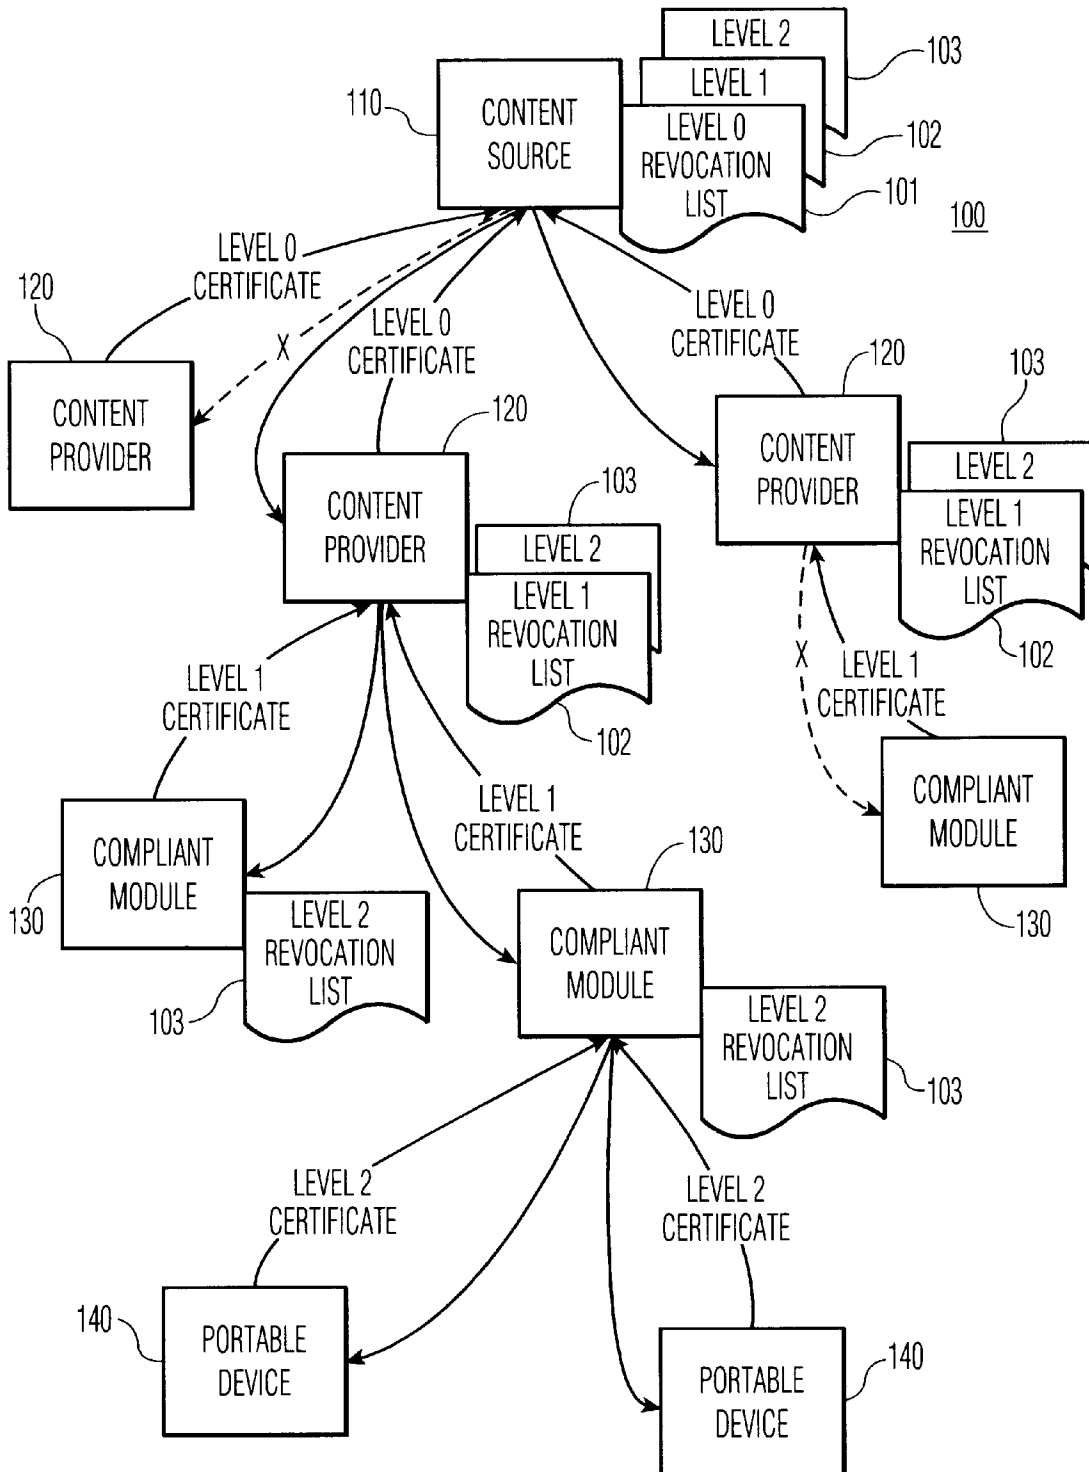 LEVEL 2
103
LEVEL 1
102
110
CONTENT
SOURCE
LEVEL 0
REVOCATION
LIST
101
100
LEVEL 0
CERTIFICATE
120
X
CONTENT
PROVIDER
LEVEL 0
CERTIFICATE
LEVEL 0
CERTIFICATE
120
CONTENT
PROVIDER
103
LEVEL 2
LEVEL 1
REVOCATION
LIST
102
120
CONTENT
PROVIDER
103
LEVEL 2
LEVEL 1
REVOCATION
LIST
102
X
LEVEL 1
CERTIFICATE
LEVEL 1
CERTIFICATE
LEVEL 1
CERTIFICATE
COMPLIANT
MODULE
130
COMPLIANT
MODULE
130
LEVEL 2
REVOCATION
LIST
103
130
COMPLIANT
MODULE
LEVEL 2
REVOCATION
LIST
103
LEVEL 2
CERTIFICATE
LEVEL 2
CERTIFICATE
140
PORTABLE
DEVICE
PORTABLE
DEVICE
140